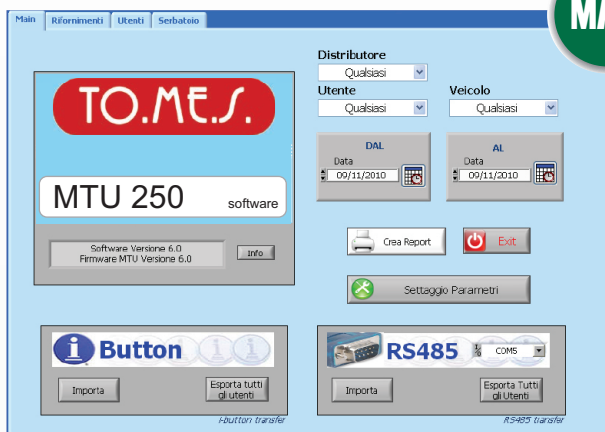 Main Rifornimenti Utenti Serbatoio
MA
Distributore
Qualsiasi
Utente Veicolo
Qualsiasi Qualsiasi
TO.ME.S.
MTU 250 software
DAL AL
Data Data
09/11/2010 09/11/2010
Software Versione 6.0
Firmware MTU Versione 6.0
Info
Crea Report Exit
Settaggio Parametri
i Button
Importa
Esporta tutti
gli utenti
i-button transfer
RS485 COM5
Importa
Esporta Tutti
gli Utenti
RS485 transfer